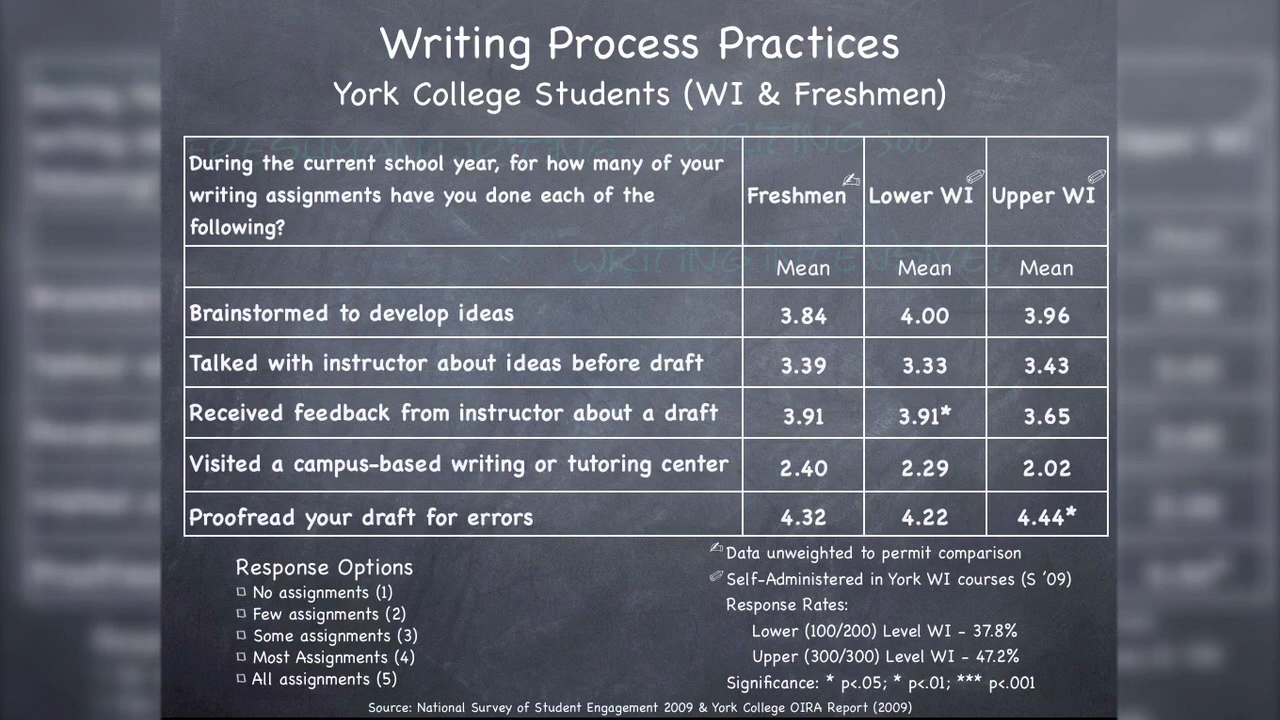 Writing Process Practices
York College Students (WI & Freshmen)
During the current school year, for how many of your
writing assignments have you done each of the
following?
Freshmen✍ Lower WI✏ Upper WI✏
Mean Mean Mean
Brainstormed to develop ideas 3.84 4.00 3.96
Talked with instructor about ideas before draft 3.39 3.33 3.43
Received feedback from instructor about a draft 3.91 3.91* 3.65
Visited a campus-based writing or tutoring center 2.40 2.29 2.02
Proofread your draft for errors 4.32 4.22 4.44*
Response Options
□ No assignments (1)
□ Few assignments (2)
□ Some assignments (3)
□ Most Assignments (4)
□ All assignments (5)
✍ Data unweighted to permit comparison
✏ Self-Administered in York WI courses (S '09)
Response Rates:
Lower (100/200) Level WI - 37.8%
Upper (300/300) Level WI - 47.2%
Significance: * p<.05; * p<.01; *** p<.001
Source: National Survey of Student Engagement 2009 & York College OIRA Report (2009)